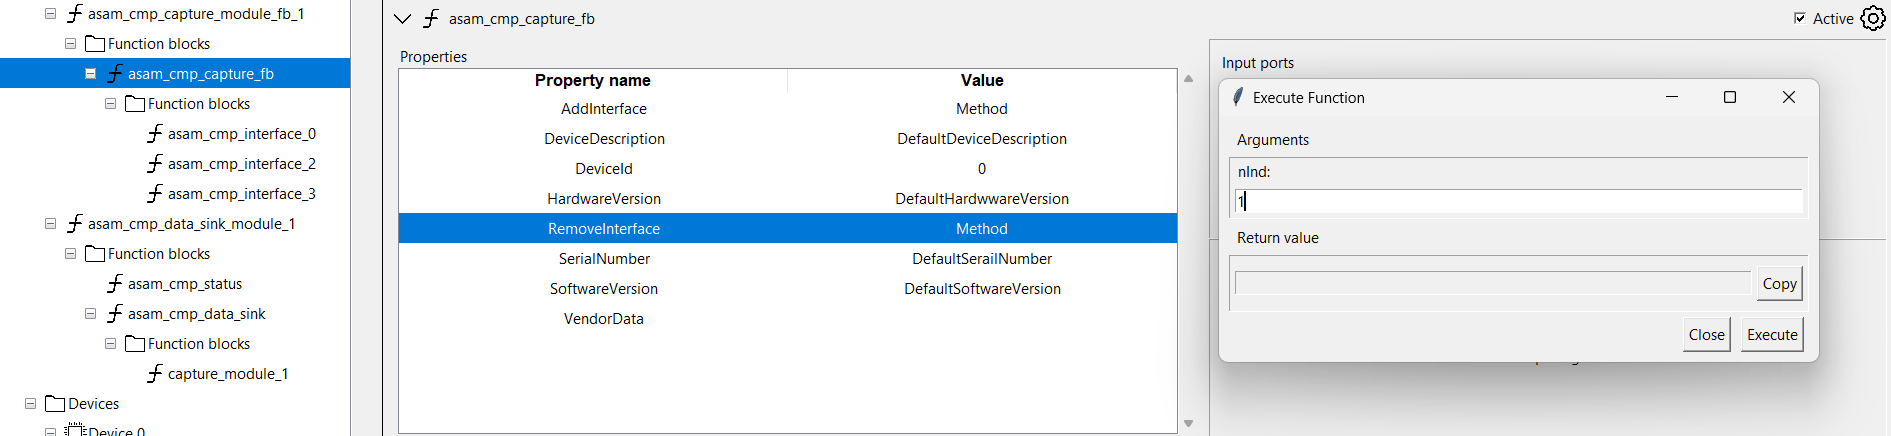 asam_cmp_capture_module_fb_1
Function blocks
asam_cmp_capture_fb
Function blocks
asam_cmp_interface_0
asam_cmp_interface_2
asam_cmp_interface_3
asam_cmp_data_sink_module_1
Function blocks
asam_cmp_status
asam_cmp_data_sink
Function blocks
capture_module_1
Devices
Device 0
asam_cmp_capture_fb
Active
Properties
Property name Value
AddInterface Method
DeviceDescription DefaultDeviceDescription
DeviceId 0
HardwareVersion DefaultHardwwareVersion
RemoveInterface Method
SerialNumber DefaultSerailNumber
SoftwareVersion DefaultSoftwareVersion
VendorData
Input ports
Execute Function
Arguments
nInd:
1
Return value
Copy
Close Execute